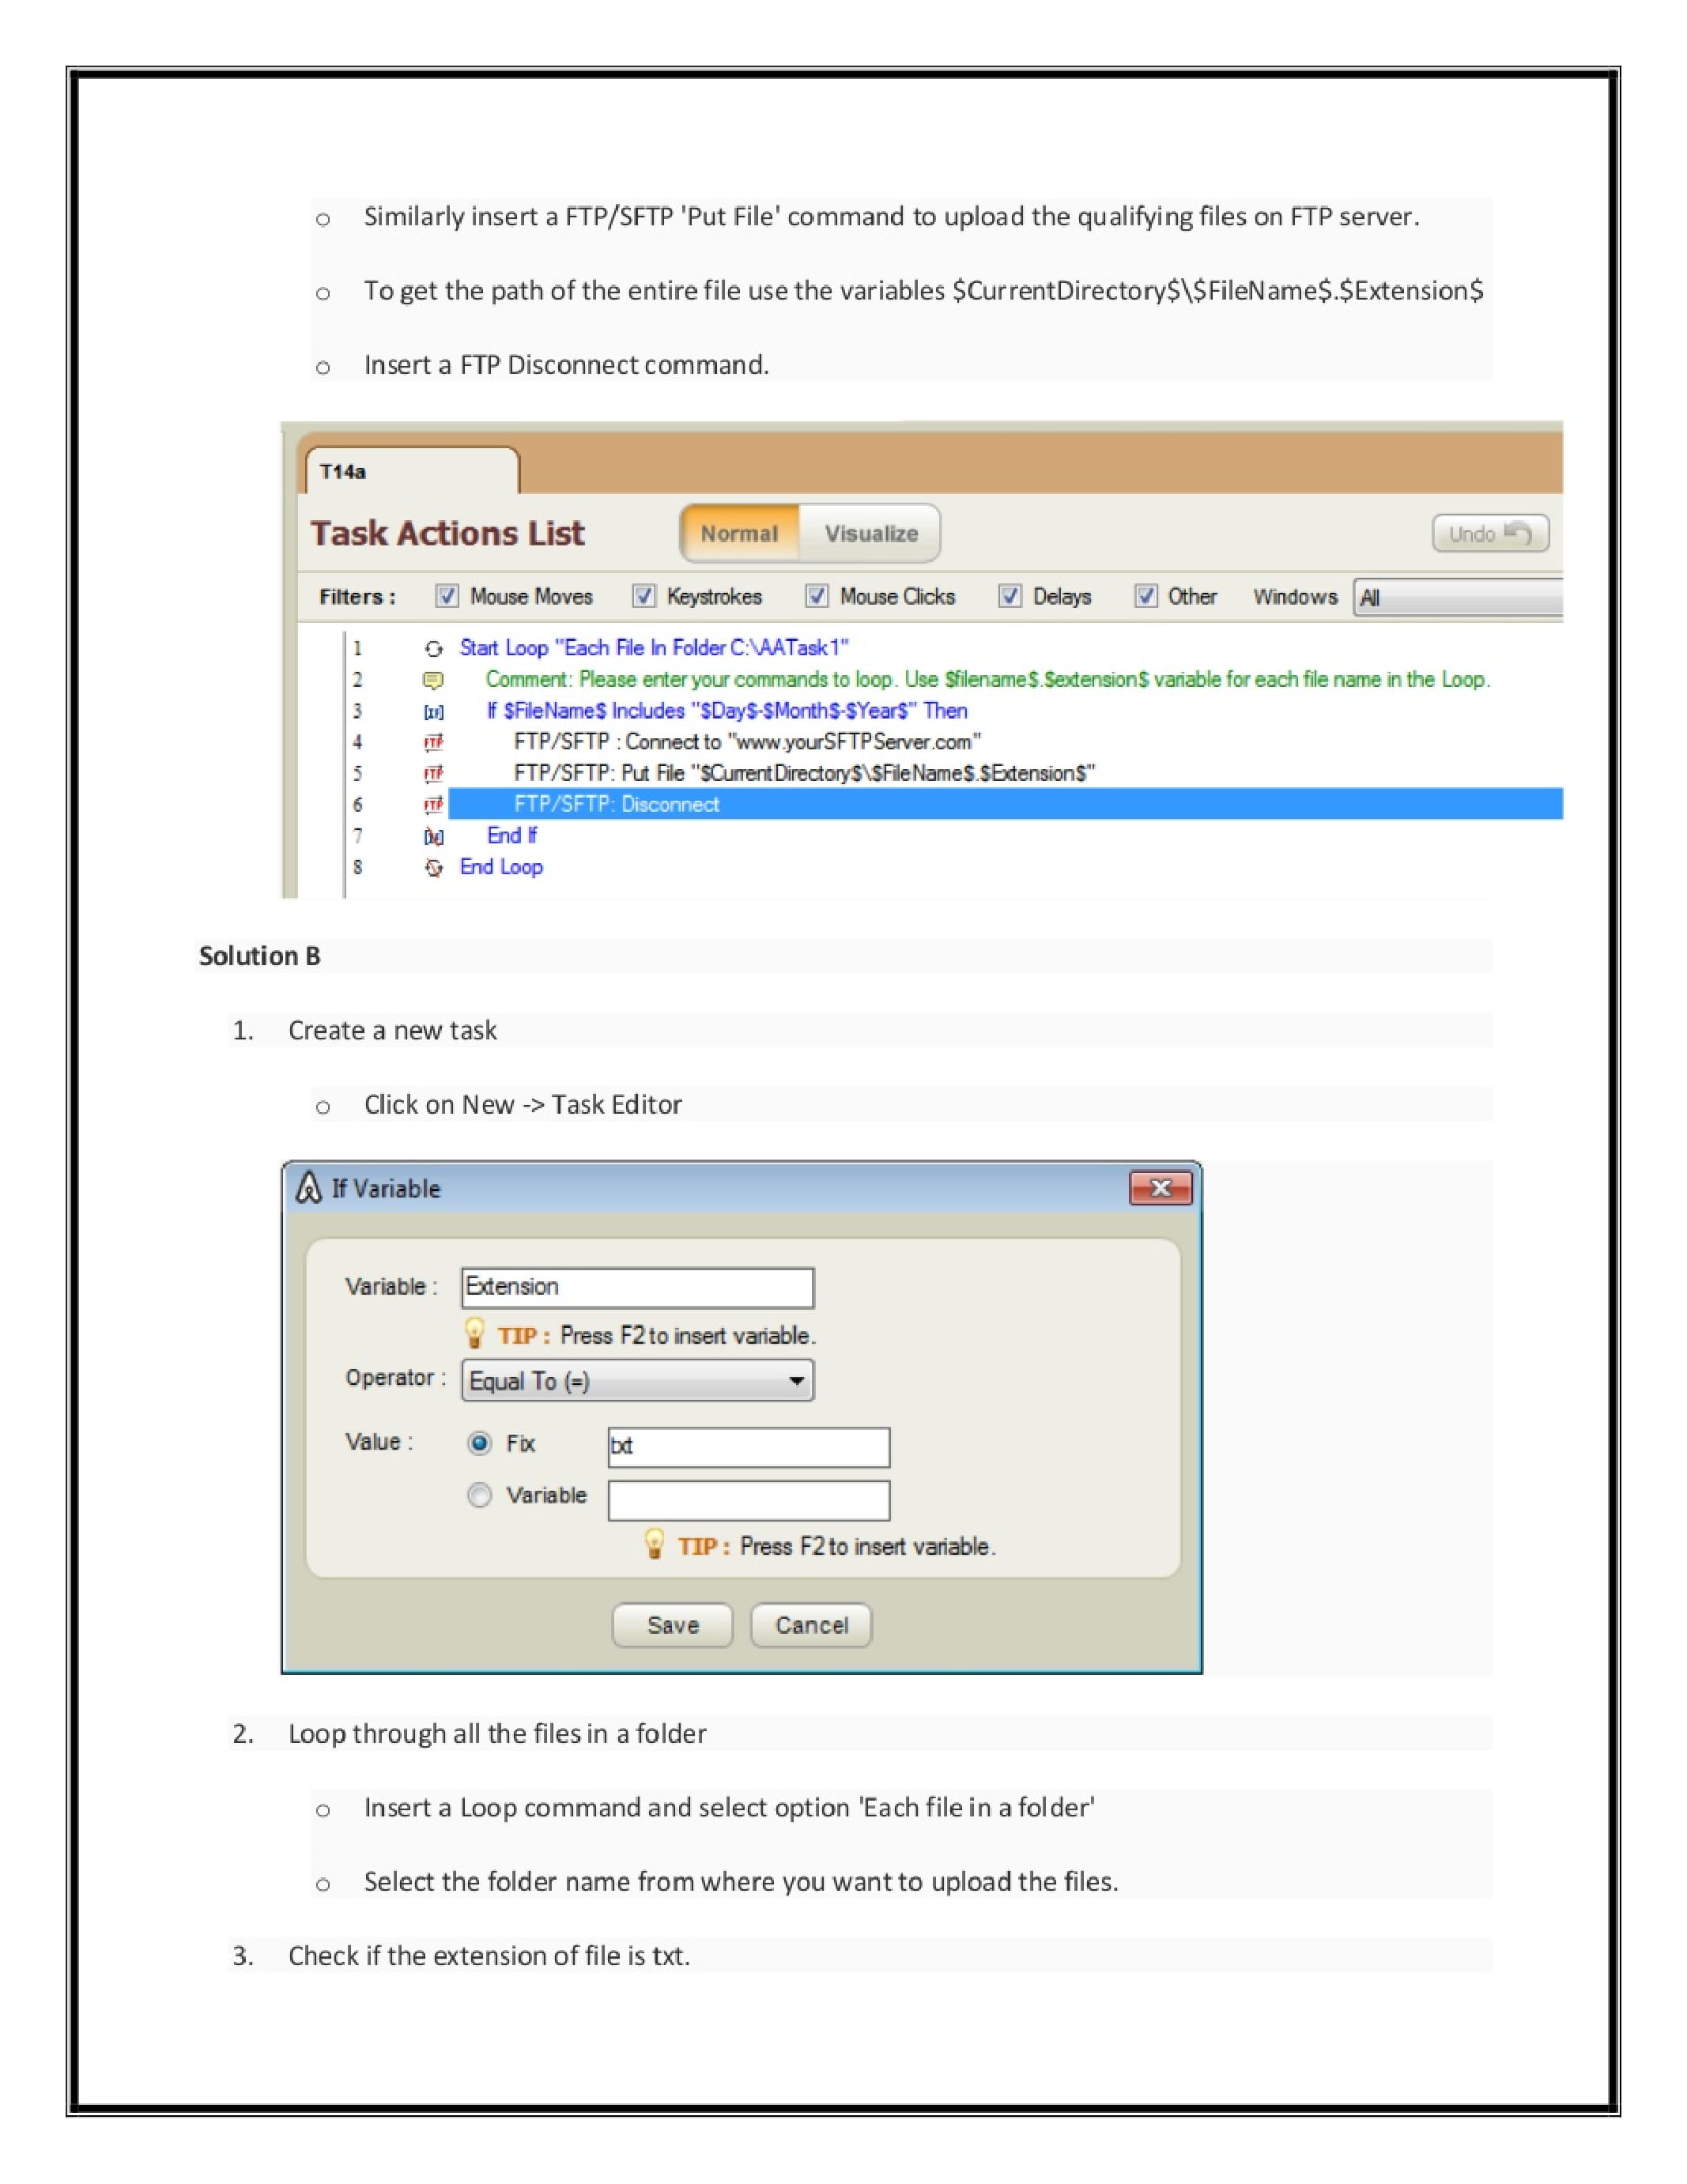 o Similarly insert a FTP/SFTP 'Put File' command to upload the qualifying files on FTP server.
o To get the path of the entire file use the variables $CurrentDirectory$\$FileName$.$Extension$
o Insert a FTP Disconnect command.
T14a
Task Actions List Normal Visualize Undo
Filters : Mouse Moves Keystrokes Mouse Clicks Delays Other Windows All
1 Start Loop "Each File In Folder C:\AATask1"
2 Comment: Please enter your commands to loop. Use $filename$.$extension$ variable for each file name in the Loop.
3 [IF] If $FileName$ Includes "$Day$-$Month$-$Year$" Then
4 FTP FTP/SFTP : Connect to "www.yourSFTPServer.com"
5 FTP FTP/SFTP: Put File "$CurrentDirectory$\$FileName$.$Extension$"
6 FTP FTP/SFTP: Disconnect
7 End If
8 End Loop
Solution B
1. Create a new task
o Click on New -> Task Editor
If Variable
Variable : Extension
TIP : Press F2 to insert variable.
Operator : Equal To (=)
Value : Fix txt
Variable
TIP : Press F2 to insert variable.
Save Cancel
2. Loop through all the files in a folder
o Insert a Loop command and select option 'Each file in a folder'
o Select the folder name from where you want to upload the files.
3. Check if the extension of file is txt.